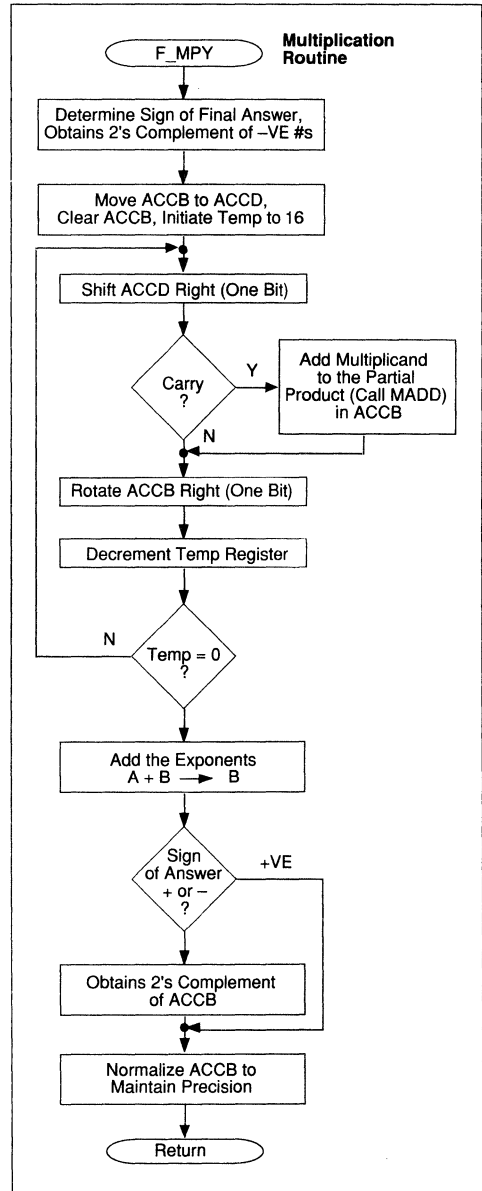 Multiplication
Routine
F_MPY
Determine Sign of Final Answer,
Obtains 2's Complement of –VE #s
Move ACCB to ACCD,
Clear ACCB, Initiate Temp to 16
Shift ACCD Right (One Bit)
Carry
?
Y
Add Multiplicand
to the Partial
Product (Call MADD)
in ACCB
N
Rotate ACCB Right (One Bit)
Decrement Temp Register
N
Temp = 0
?
Add the Exponents
A + B → B
Sign
of Answer
+ or –
?
+VE
Obtains 2's Complement
of ACCB
Normalize ACCB to
Maintain Precision
Return